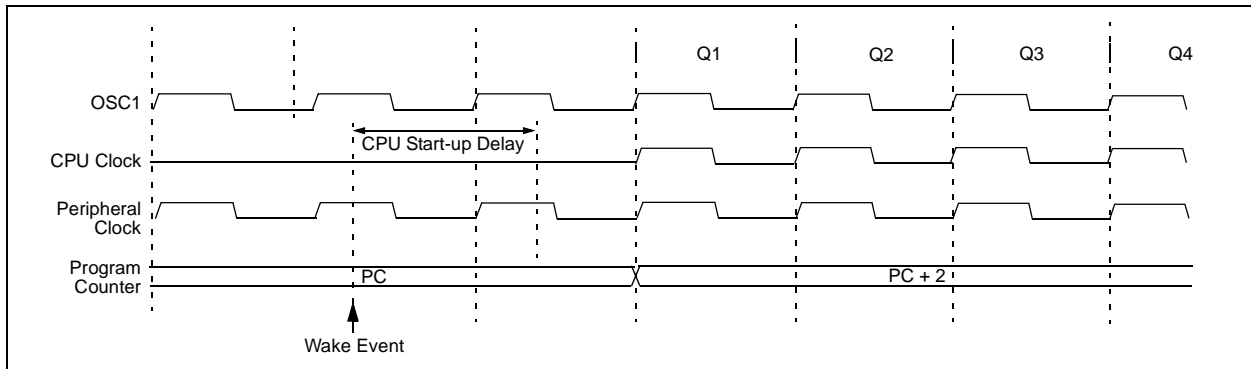 Q1 Q2 Q3 Q4
OSC1
CPU Start-up Delay
CPU Clock
Peripheral
Clock
Program
Counter
PC
PC + 2
Wake Event